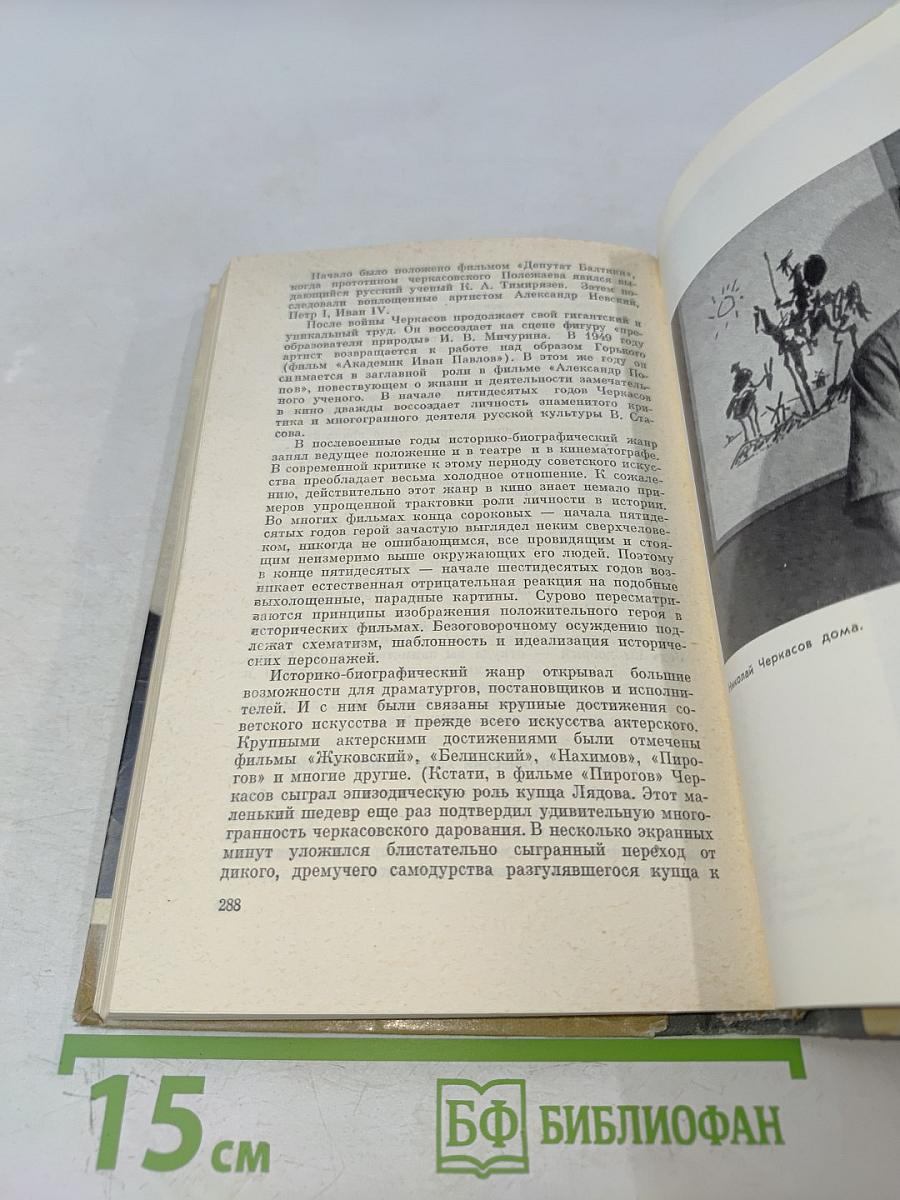 Начало было положено фильмом «Депутат Балтики»,
когда прототипом черкасовского Полежаева явился вы-
дающийся русский ученый К. А. Тимирязев. Затем по-
следовали воплощенные артистом Александр Невский,
Петр I, Иван IV.
После войны Черкасов продолжает свой гигантский и
уникальный труд. Он воссоздает на сцене фигуру «пре-
образователя природы» И. В. Мичурина. В 1949 году
артист возвращается к работе над образом Горького
(фильм «Академик Иван Павлов»). В этом же году он
снимается в заглавной роли в фильме «Александр По-
пов», повествующем о жизни и деятельности замечатель-
ного ученого. В начале пятидесятых годов Черкасов
в кино дважды воссоздает личность знаменитого кри-
тика и многогранного деятеля русской культуры В. Ста-
сова.
В послевоенные годы историко-биографический жанр
занял ведущее положение и в театре и в кинематографе.
В современной критике к этому периоду советского искус-
ства преобладает весьма холодное отношение. К сожале-
нию, действительно этот жанр в кино знает немало при-
меров упрощенной трактовки роли личности в истории.
Во многих фильмах конца сороковых — начала пятиде-
сятых годов герой зачастую выглядел неким сверхчелове-
ком, никогда не ошибающимся, все провидящим и стоя-
щим неизмеримо выше окружающих его людей. Поэтому
в конце пятидесятых — начале шестидесятых годов воз-
никает естественная отрицательная реакция на подобные
выхолощенные, парадные картины. Сурово пересматри-
ваются принципы изображения положительного героя в
исторических фильмах. Безоговорочному осуждению под-
лежат схематизм, шаблонность и идеализация историче-
ских персонажей.
Историко-биографический жанр открывал большие
возможности для драматургов, постановщиков и исполни-
телей. И с ним были связаны крупные достижения со-
ветского искусства и прежде всего искусства актерского.
Крупными актерскими достижениями были отмечены
фильмы «Жуковский», «Белинский», «Нахимов», «Пиро-
гов» и многие другие. (Кстати, в фильме «Пирогов» Чер-
касов сыграл эпизодическую роль купца Лядова. Этот ма-
ленький шедевр еще раз подтвердил удивительную много-
гранность черкасовского дарования. В несколько экранных
минут уложился блистательно сыгранный переход от
дикого, дремучего самодурства разгулявшегося купца к
288
Николай Черкасов дома.
15 см
БФ БИБЛИОФАН